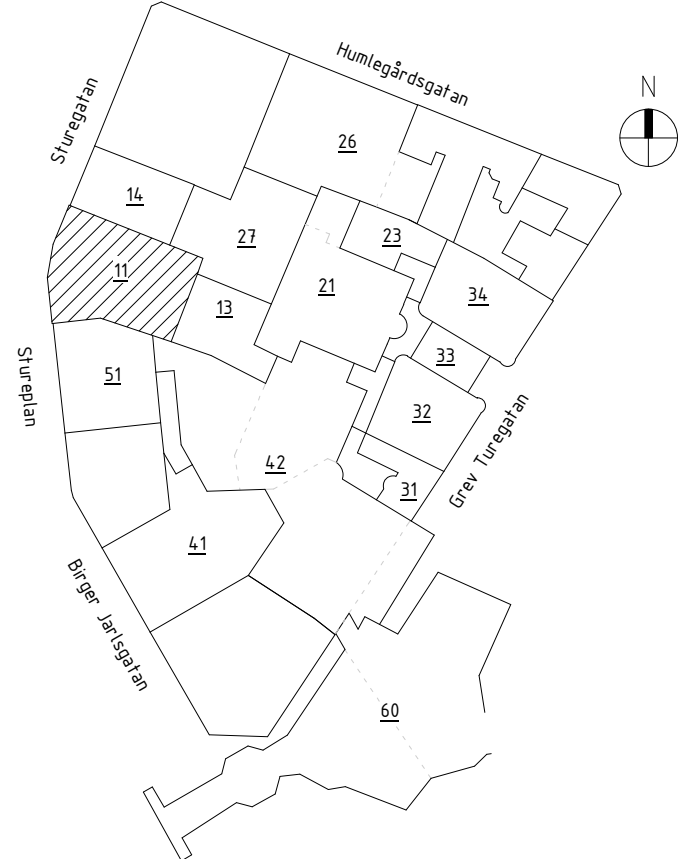 Humlegårdsgatan
Sturegatan
N
26
14
27
23
11
21
34
13
33
Stureplan
51
32
Grev Turegatan
42
31
41
Birger Jarlsgatan
60